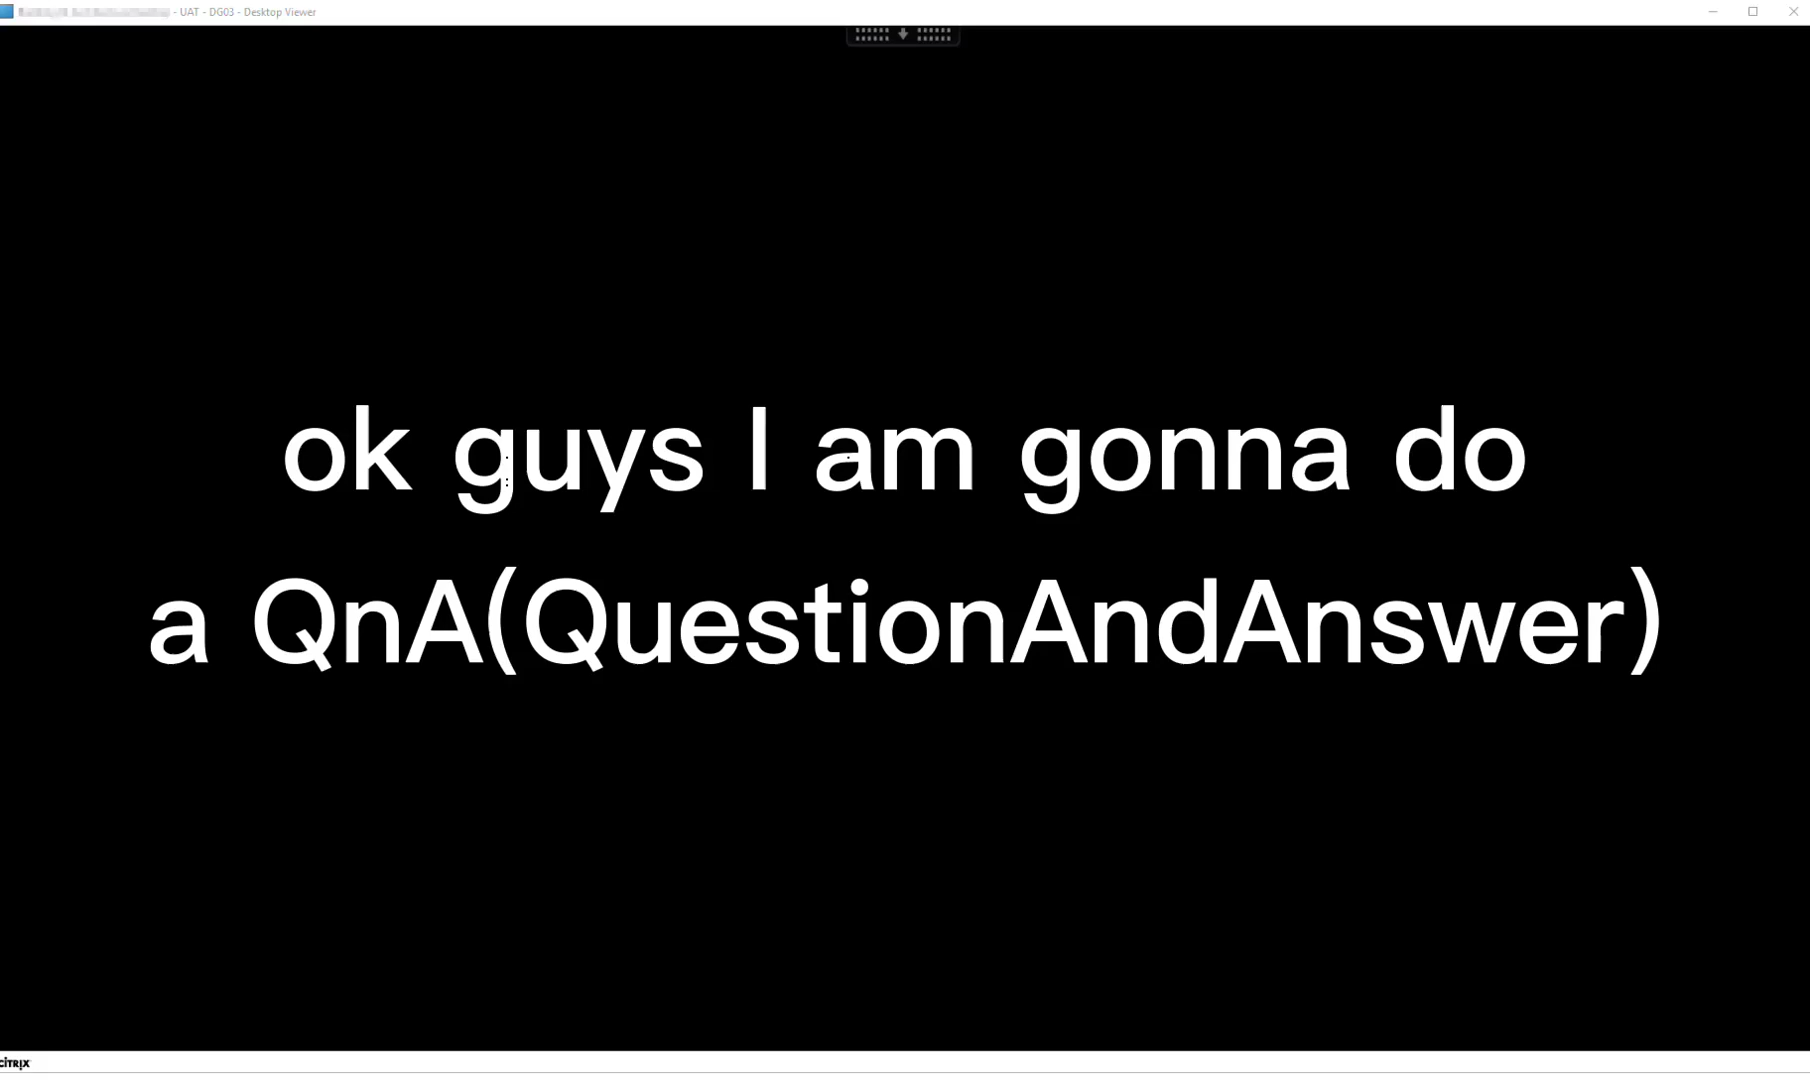 - UAT - DG03 - Desktop Viewer
ok guys I am gonna do
a QnA(QuestionAndAnswer)
CITRIX